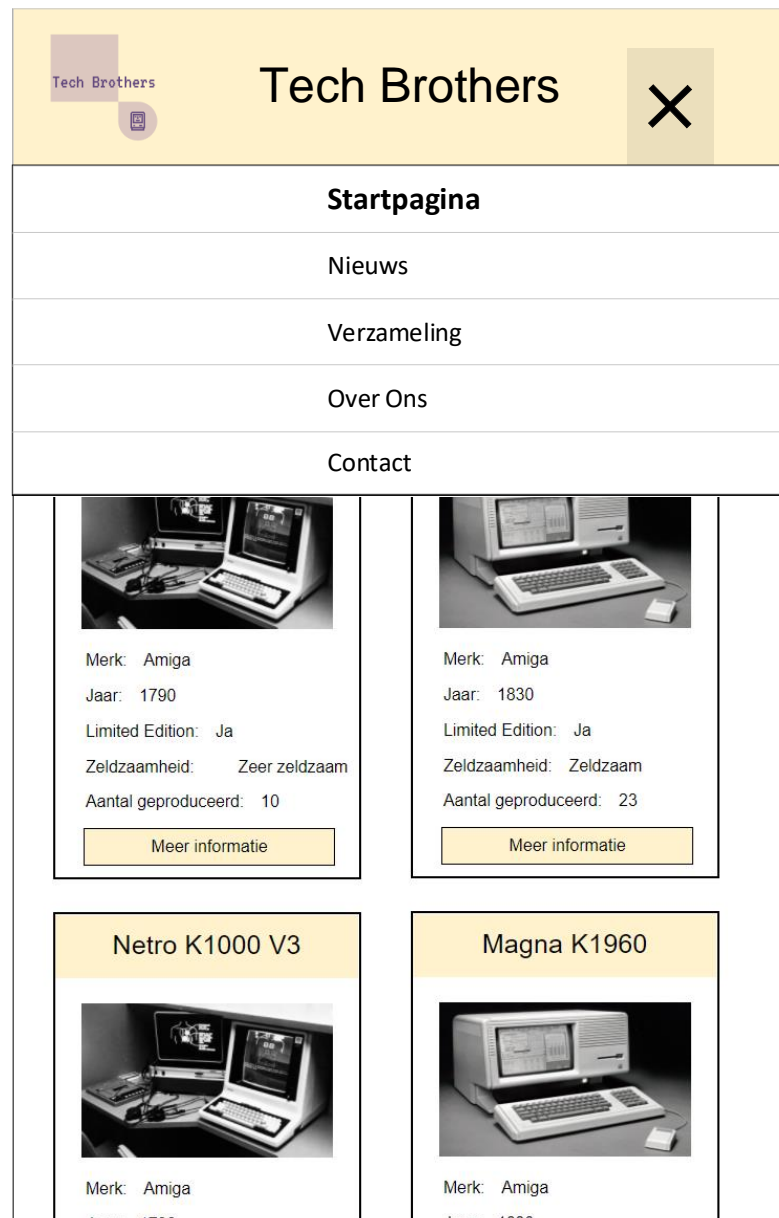 Tech Brothers
Tech Brothers
Startpagina
Nieuws
Verzameling
Over Ons
Contact
Merk: Amiga
Jaar: 1790
Limited Edition: Ja
Zeldzaamheid: Zeer zeldzaam
Aantal geproduceerd: 10
Meer informatie
Merk: Amiga
Jaar: 1830
Limited Edition: Ja
Zeldzaamheid: Zeldzaam
Aantal geproduceerd: 23
Meer informatie
Netro K1000 V3
Merk: Amiga
Magna K1960
Merk: Amiga